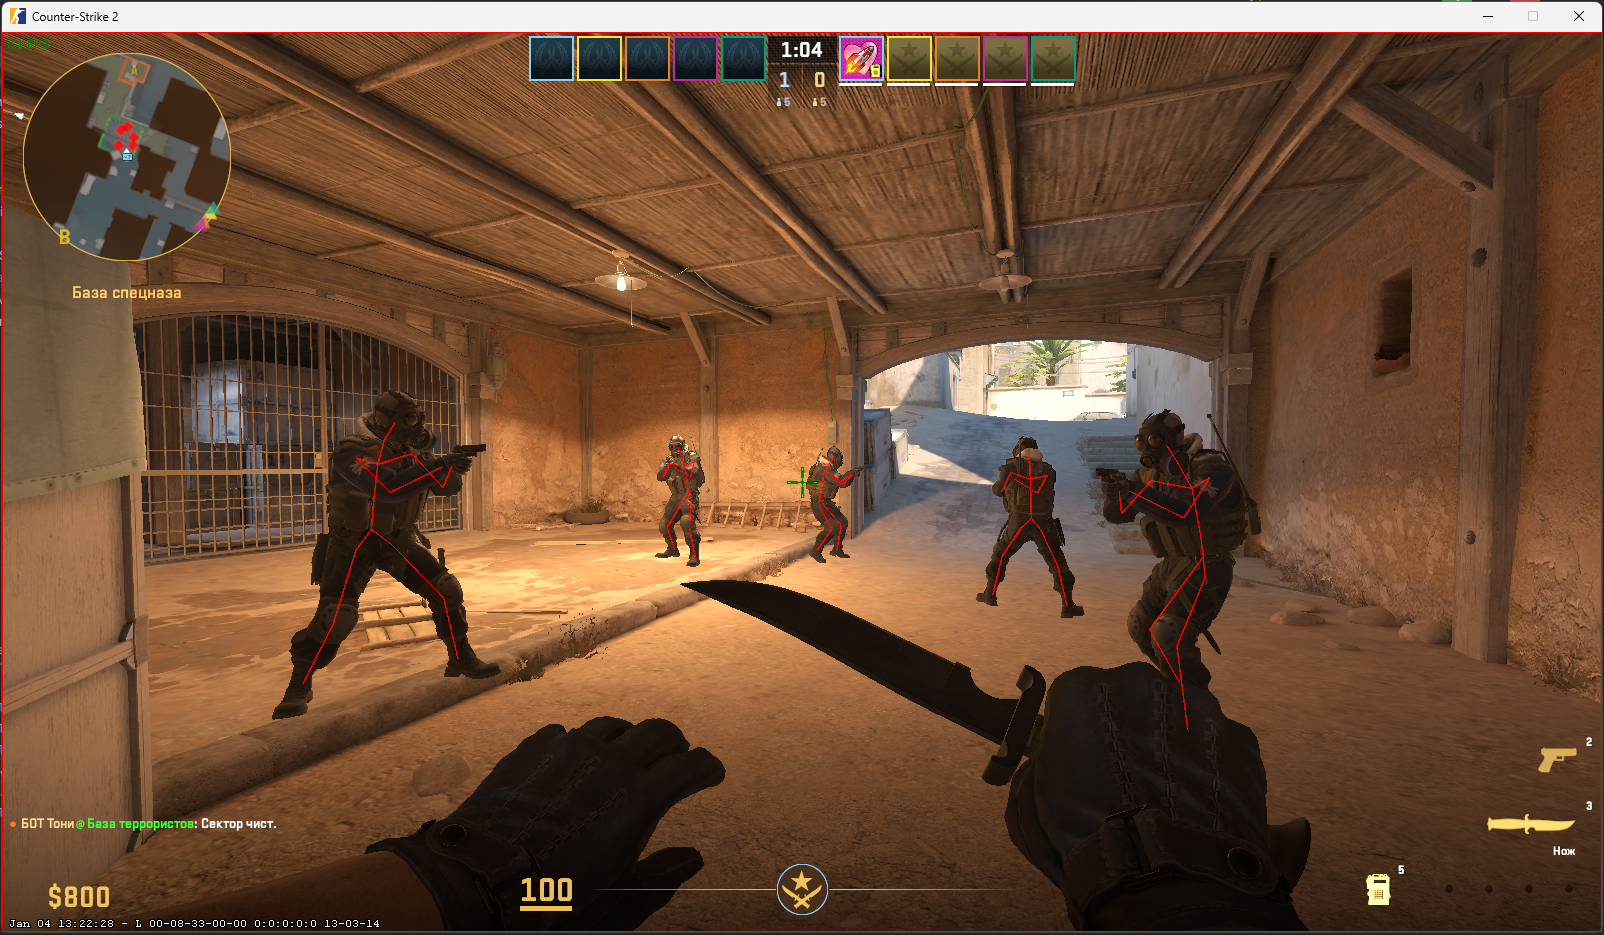 Counter-Strike 2
1:04
1 0
5 5
A
B
База спецназа
2
3
Нож
БОТ Тони @ База террористов: Сектор чист.
5
$800
100
Jan 04 13:22:28 - L 00-08-33-00-00 0:0:0:0:0 13-03-14